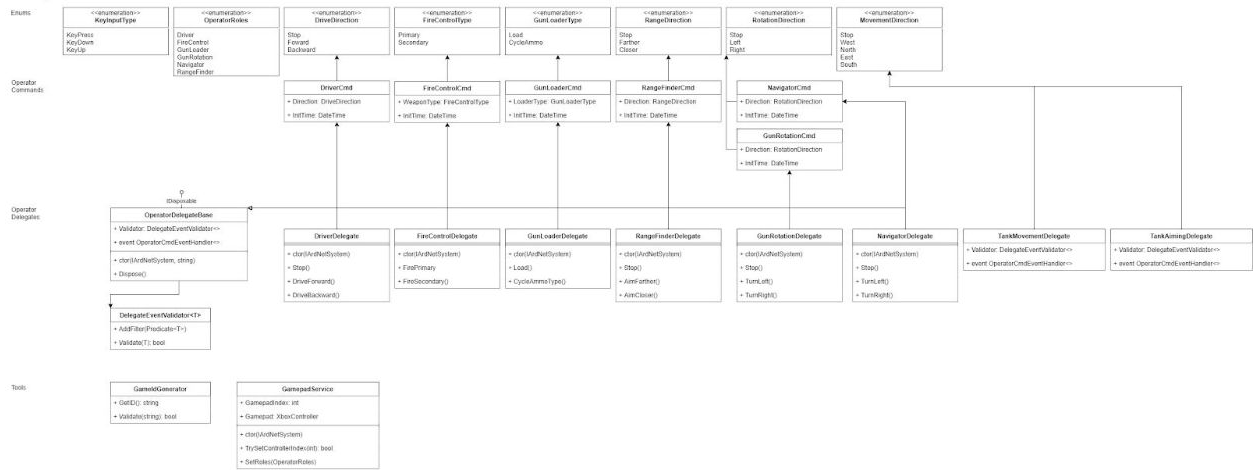 Enums
<<enumeration>>
KeyInputType
KeyPress
KeyDown
KeyUp
<<enumeration>>
OperatorRoles
Driver
FireControl
GunLoader
GunRotation
Navigator
RangeFinder
<<enumeration>>
DriveDirection
Stop
Foward
Backward
<<enumeration>>
FireControlType
Primary
Secondary
<<enumeration>>
GunLoaderType
Load
CycleAmmo
<<enumeration>>
RangeDirection
Stop
Farther
Closer
<<enumeration>>
RotationDirection
Stop
Left
Right
<<enumeration>>
MovementDirection
Stop
West
North
East
South
Operator
Commands
DriverCmd
+ Direction: DriveDirection
+ InitTime: DateTime
FireControlCmd
+ WeaponType: FireControlType
+ InitTime: DateTime
GunLoaderCmd
+ LoaderType: GunLoaderType
+ InitTime: DateTime
RangeFinderCmd
+ Direction: RangeDirection
+ InitTime: DateTime
NavigatorCmd
+ Direction: RotationDirection
+ InitTime: DateTime
GunRotationCmd
+ Direction: RotationDirection
+ InitTime: DateTime
Operator
Delegates
IDisposable
OperatorDelegateBase
+ Validator: DelegateEventValidator<>
+ event OperatorCmdEventHandler<>
+ ctor(IArdNetSystem, string)
+ Dispose()
DriverDelegate
ctor(IArdNetSystem)
+ Stop()
+ DriveForward()
+ DriveBackward()
FireControlDelegate
+ ctor(IArdNetSystem)
+ FirePrimary
+ FireSecondary()
GunLoaderDelegate
+ ctor(IArdNetSystem)
+ Load()
+ CycleAmmoType()
RangeFinderDelegate
+ ctor(IArdNetSystem)
+ Stop()
+ AimFarther()
+ AimCloser()
GunRotationDelegate
+ ctor(IArdNetSystem)
+ Stop()
+ TurnLeft()
+ TurnRight()
NavigatorDelegate
+ ctor(IArdNetSystem)
+ Stop()
+ TurnLeft()
+ TurnRight()
TankMovementDelegate
+ Validator: DelegateEventValidator<>
+ event OperatorCmdEventHandler<>
TankAimingDelegate
+ Validator: DelegateEventValidator<>
+ event OperatorCmdEventHandler<>
DelegateEventValidator<T>
+ AddFilter(Predicate<T>)
+ Validate(T): bool
Tools
GameIdGenerator
+ GetID(): string
+ Validate(string): bool
GamepadService
+ GamepadIndex: int
+ Gamepad: XboxController
+ ctor(IArdNetSystem)
+ TrySetControllerIndex(int): bool
+ SetRoles(OperatorRoles)